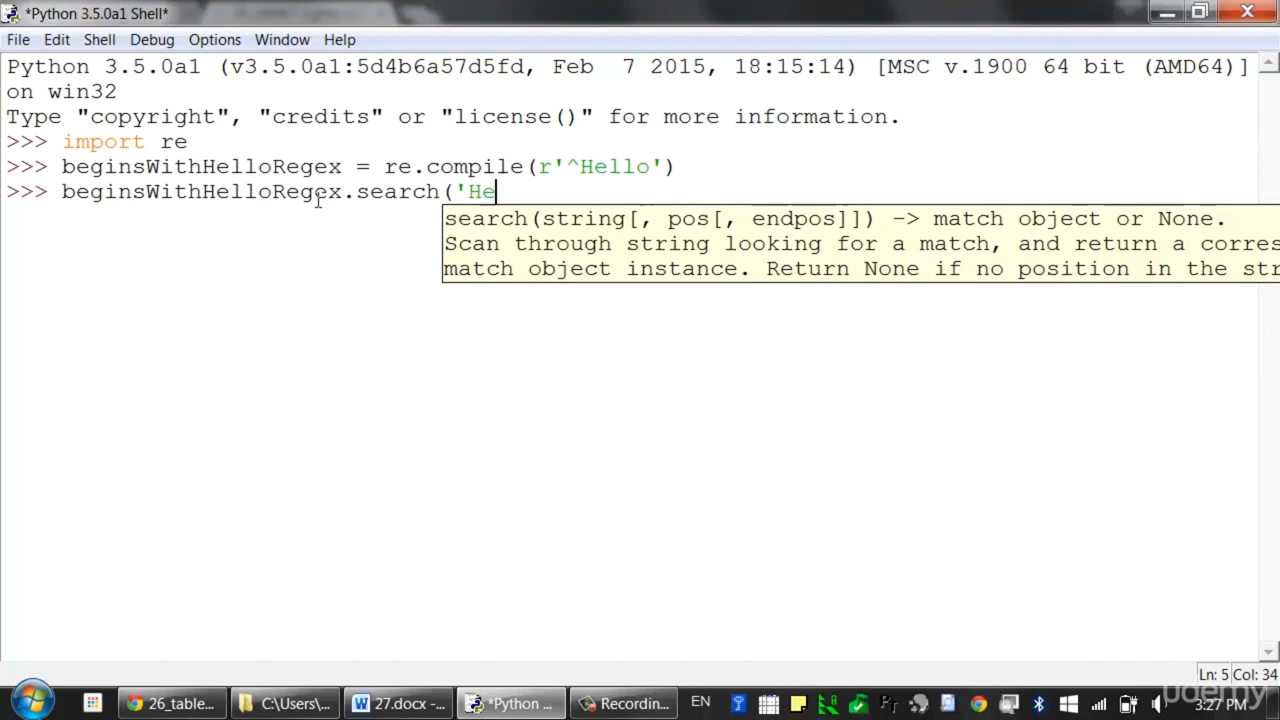 *Python 3.5.0a1 Shell*
File Edit Shell Debug Options Window Help
Python 3.5.0a1 (v3.5.0a1:5d4b6a57d5fd, Feb  7 2015, 18:15:14) [MSC v.1900 64 bit (AMD64)]
on win32
Type "copyright", "credits" or "license()" for more information.
>>> import re
>>> beginsWithHelloRegex = re.compile(r'^Hello')
>>> beginsWithHelloRegex.search('He
search(string[, pos[, endpos]]) -> match object or None.
Scan through string looking for a match, and return a corres
match object instance. Return None if no position in the str
Ln: 5 Col: 34
26_table... C:\Users\... 27.docx -... *Python ... Recordin... EN 3:27 PM
udemy